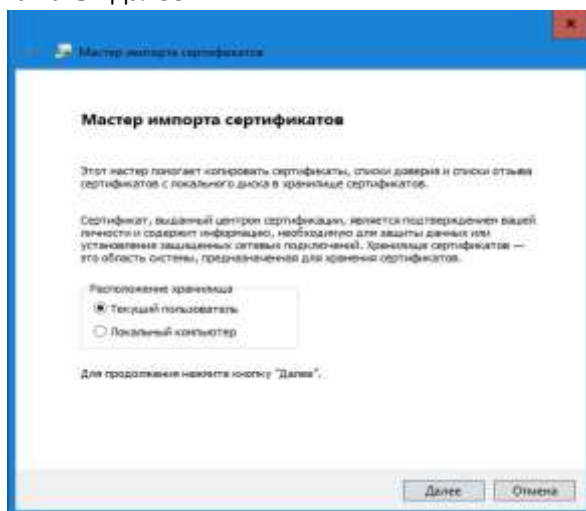 Мастер импорта сертификатов
Мастер импорта сертификатов
Этот мастер помогает копировать сертификаты, списки доверия и списки отзыва
сертификатов с локального диска в хранилище сертификатов.
Сертификат, выданный центром сертификации, является подтверждением вашей
личности и содержит информацию, необходимую для защиты данных или
установления защищенных сетевых подключений. Хранилище сертификатов —
это область системы, предназначенная для хранения сертификатов.
Расположение хранилища
Текущий пользователь
Локальный компьютер
Для продолжения нажмите кнопку "Далее".
Далее
Отмена